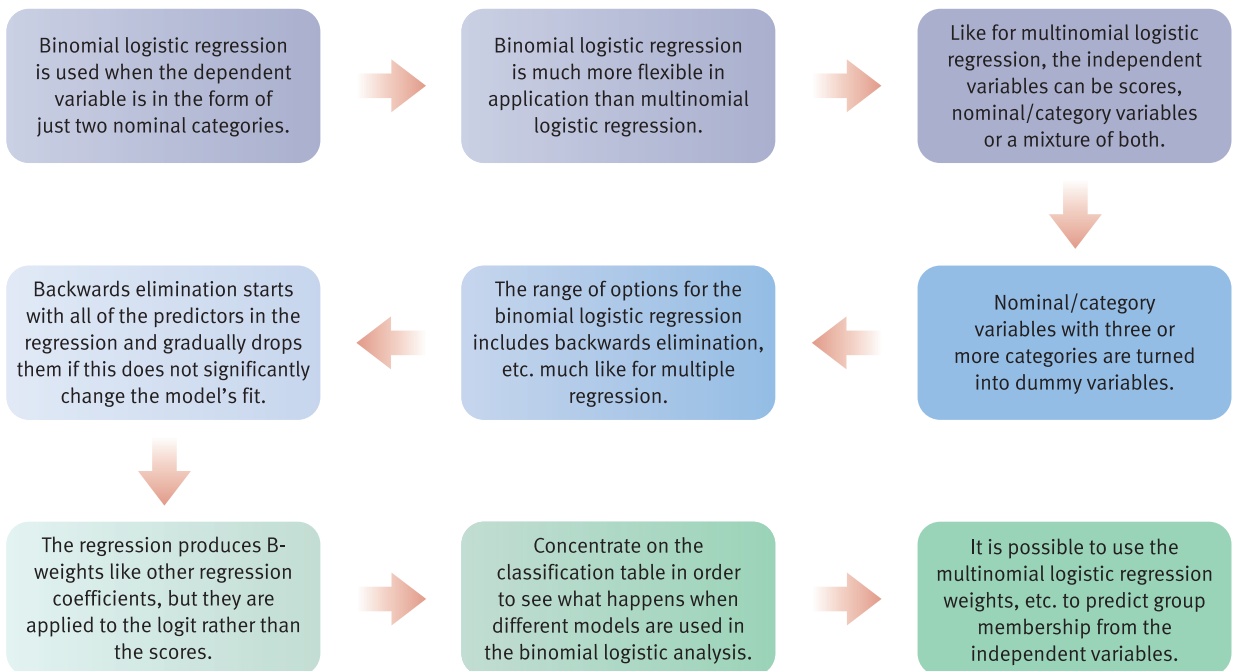 Binomial logistic regression
is used when the dependent
variable is in the form of
just two nominal categories.
Binomial logistic regression
is much more flexible in
application than multinomial
logistic regression.
Like for multinomial logistic
regression, the independent
variables can be scores,
nominal/category variables
or a mixture of both.
Nominal/category
variables with three or
more categories are turned
into dummy variables.
The range of options for the
binomial logistic regression
includes backwards elimination,
etc. much like for multiple
regression.
Backwards elimination starts
with all of the predictors in the
regression and gradually drops
them if this does not significantly
change the model’s fit.
The regression produces B-
weights like other regression
coefficients, but they are
applied to the logit rather than
the scores.
Concentrate on the
classification table in order
to see what happens when
different models are used in
the binomial logistic analysis.
It is possible to use the
multinomial logistic regression
weights, etc. to predict group
membership from the
independent variables.